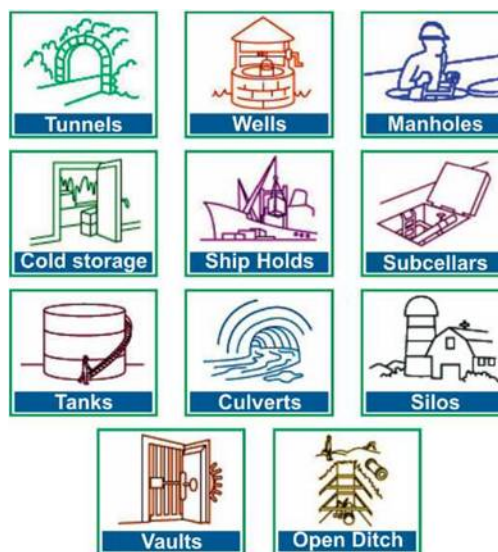 Tunnels
Wells
Manholes
Cold storage
Ship Holds
Subcellars
Tanks
Culverts
Silos
Vaults
Open Ditch